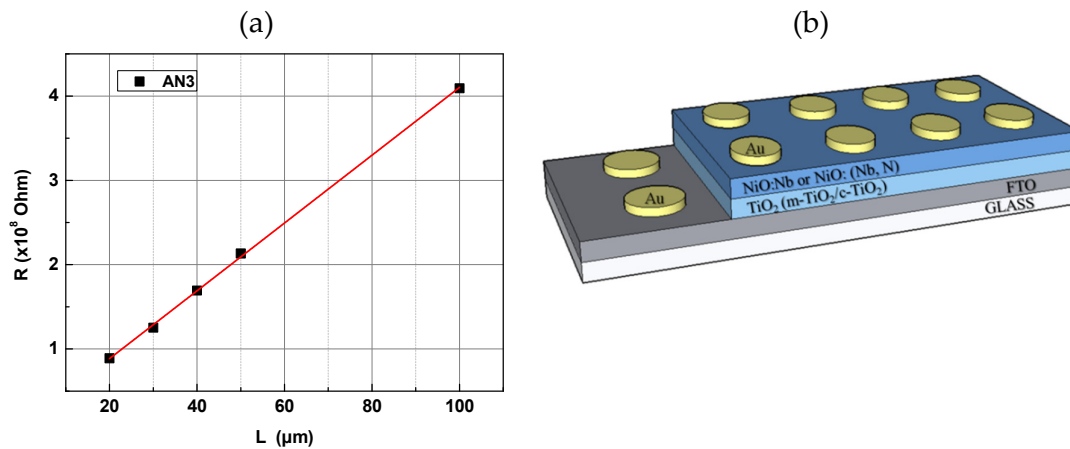 (a)
AN3
4
3
2
1
R (x10⁸ Ohm)
20 40 60 80 100
L (µm)
(b)
Au
Au
NiO:Nb or NiO: (Nb, N)
TiO₂ (m-TiO₂/c-TiO₂)
FTO
GLASS